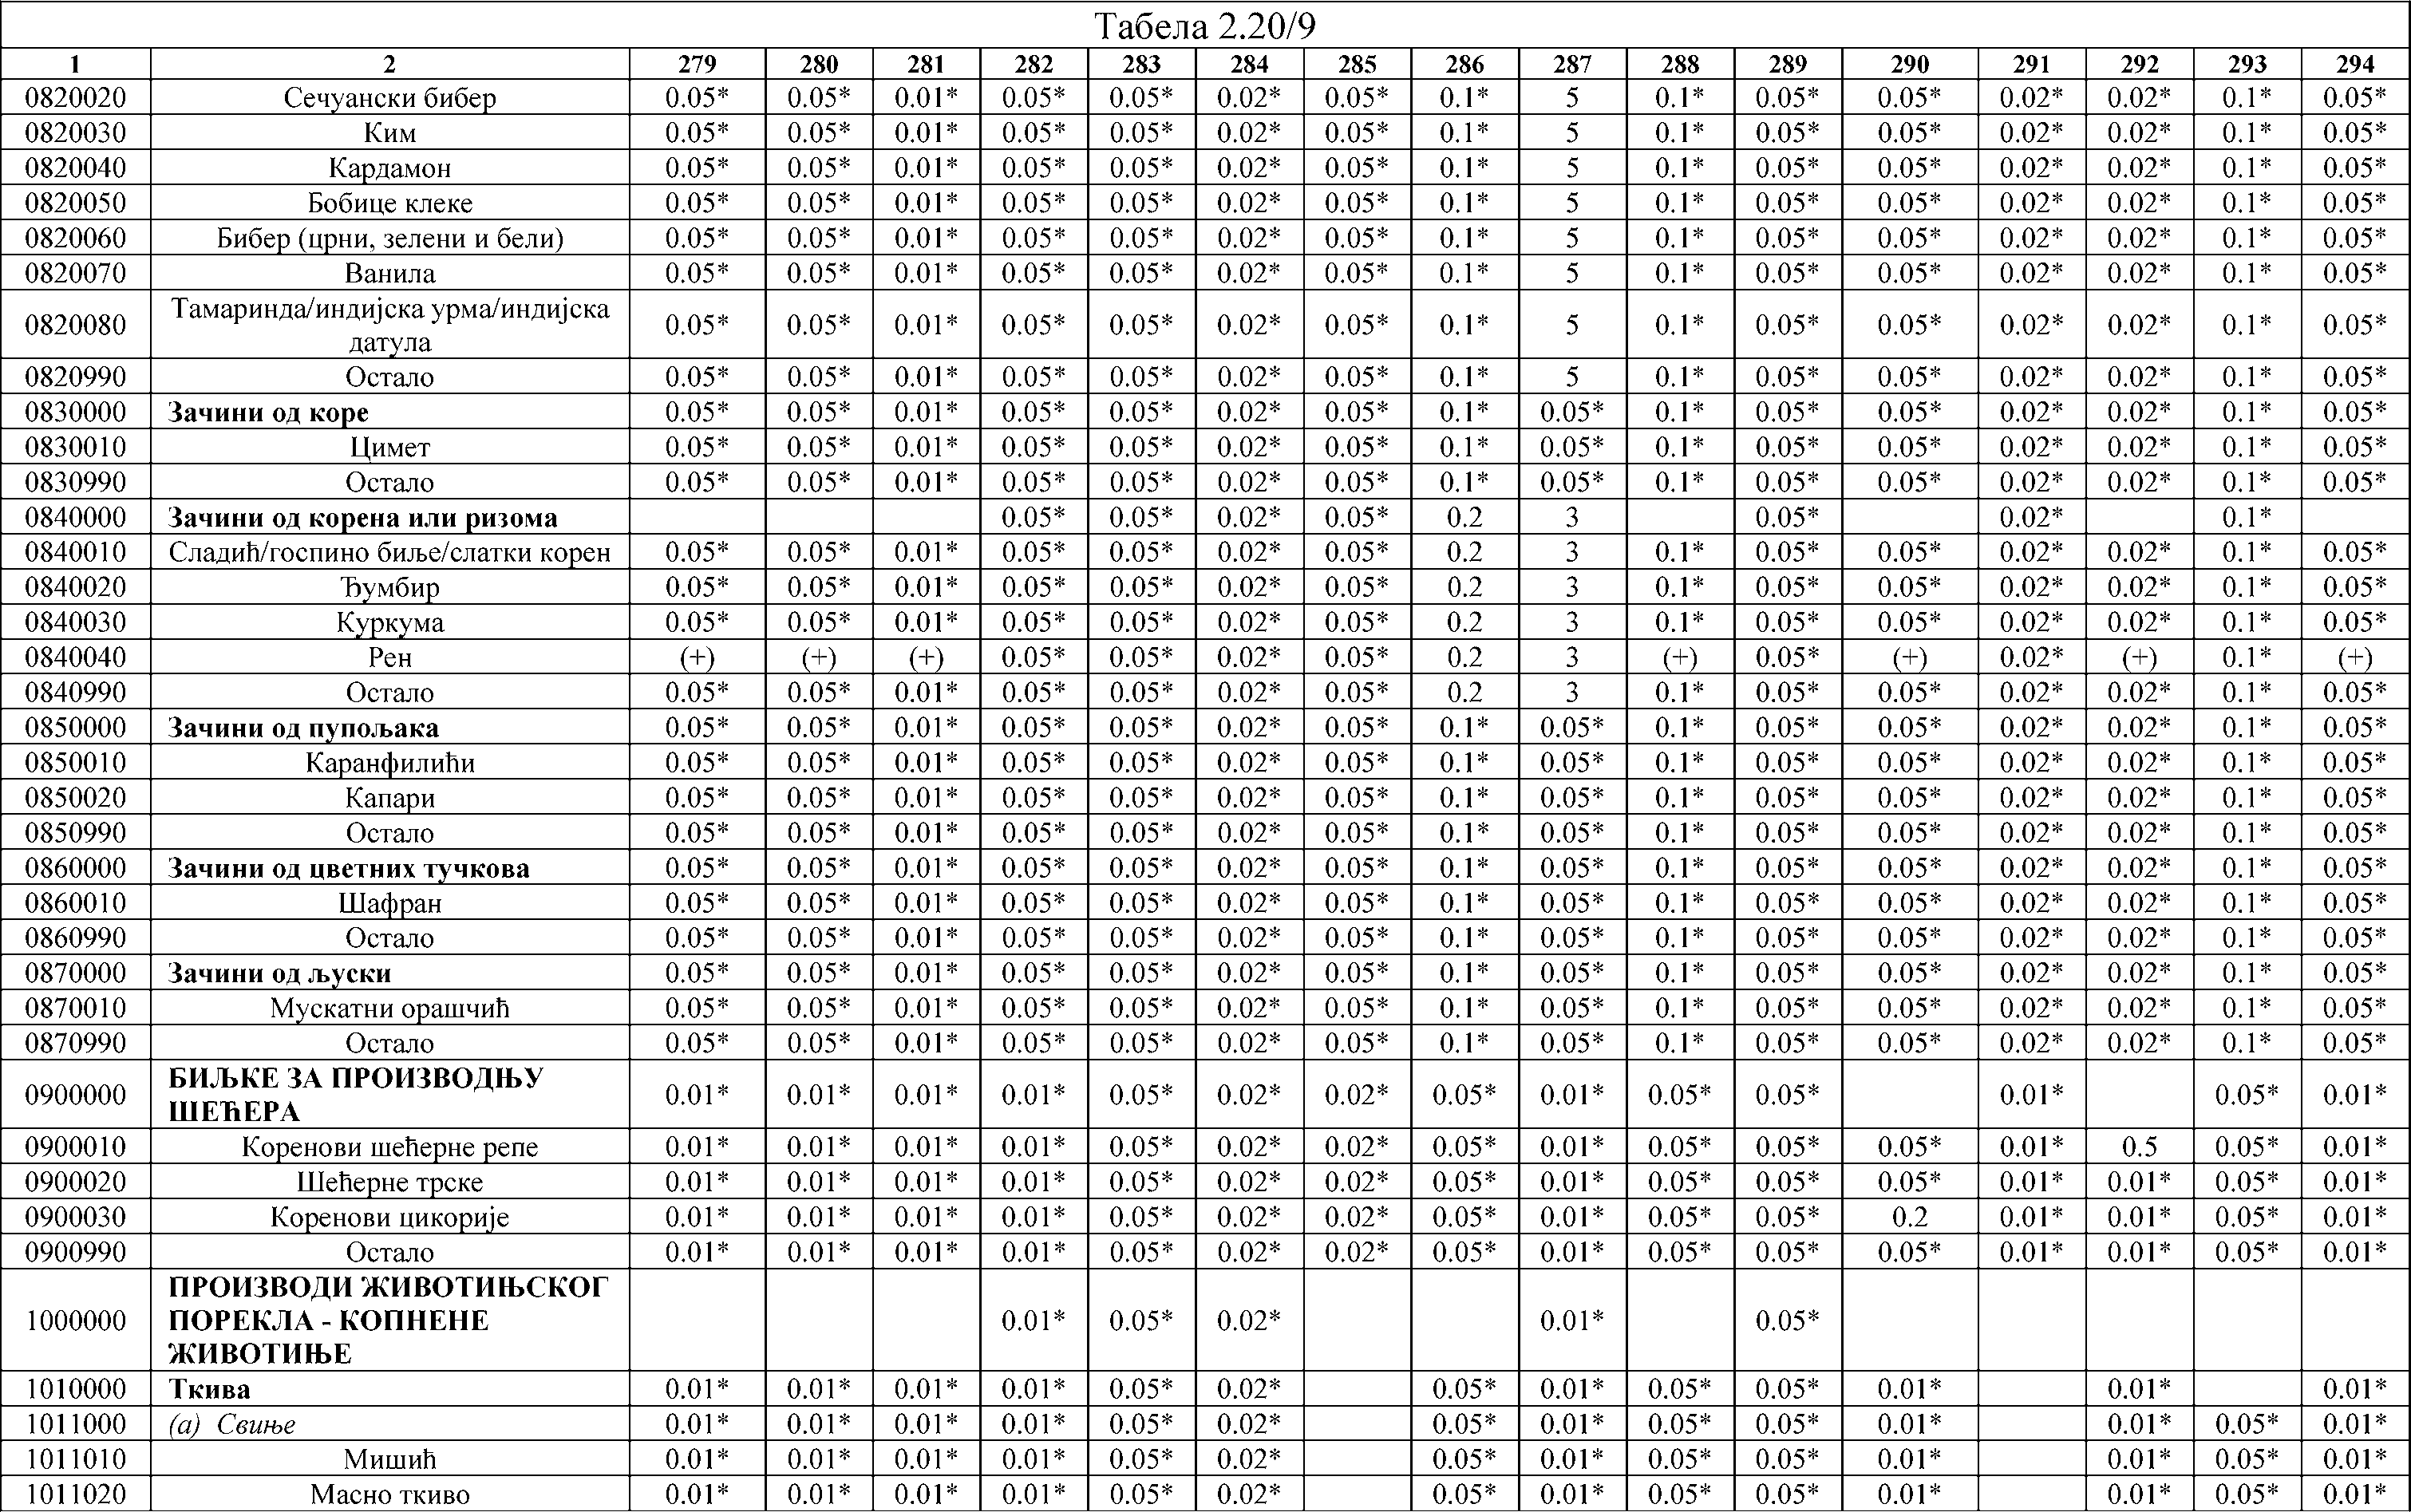 Табела 2.20/9
1 2 279 280 281 282 283 284 285 286 287 288 289 290 291 292 293 294
0820020 Сечуански бибер 0.05* 0.05* 0.01* 0.05* 0.05* 0.02* 0.05* 0.1* 5 0.1* 0.05* 0.05* 0.02* 0.02* 0.1* 0.05*
0820030 Ким 0.05* 0.05* 0.01* 0.05* 0.05* 0.02* 0.05* 0.1* 5 0.1* 0.05* 0.05* 0.02* 0.02* 0.1* 0.05*
0820040 Кардамон 0.05* 0.05* 0.01* 0.05* 0.05* 0.02* 0.05* 0.1* 5 0.1* 0.05* 0.05* 0.02* 0.02* 0.1* 0.05*
0820050 Бобице клеке 0.05* 0.05* 0.01* 0.05* 0.05* 0.02* 0.05* 0.1* 5 0.1* 0.05* 0.05* 0.02* 0.02* 0.1* 0.05*
0820060 Бибер (црни, зелени и бели) 0.05* 0.05* 0.01* 0.05* 0.05* 0.02* 0.05* 0.1* 5 0.1* 0.05* 0.05* 0.02* 0.02* 0.1* 0.05*
0820070 Ванила 0.05* 0.05* 0.01* 0.05* 0.05* 0.02* 0.05* 0.1* 5 0.1* 0.05* 0.05* 0.02* 0.02* 0.1* 0.05*
0820080 Тамаринда/индијска урма/индијска
датула 0.05* 0.05* 0.01* 0.05* 0.05* 0.02* 0.05* 0.1* 5 0.1* 0.05* 0.05* 0.02* 0.02* 0.1* 0.05*
0820990 Остало 0.05* 0.05* 0.01* 0.05* 0.05* 0.02* 0.05* 0.1* 5 0.1* 0.05* 0.05* 0.02* 0.02* 0.1* 0.05*
0830000 Зачини од коре 0.05* 0.05* 0.01* 0.05* 0.05* 0.02* 0.05* 0.1* 0.05* 0.1* 0.05* 0.05* 0.02* 0.02* 0.1* 0.05*
0830010 Цимет 0.05* 0.05* 0.01* 0.05* 0.05* 0.02* 0.05* 0.1* 0.05* 0.1* 0.05* 0.05* 0.02* 0.02* 0.1* 0.05*
0830990 Остало 0.05* 0.05* 0.01* 0.05* 0.05* 0.02* 0.05* 0.1* 0.05* 0.1* 0.05* 0.05* 0.02* 0.02* 0.1* 0.05*
0840000 Зачини од корена или ризома 0.05* 0.05* 0.02* 0.05* 0.2 3 0.05* 0.02* 0.1*
0840010 Сладић/госпино биље/слатки корен 0.05* 0.05* 0.01* 0.05* 0.05* 0.02* 0.05* 0.2 3 0.1* 0.05* 0.05* 0.02* 0.02* 0.1* 0.05*
0840020 Ђумбир 0.05* 0.05* 0.01* 0.05* 0.05* 0.02* 0.05* 0.2 3 0.1* 0.05* 0.05* 0.02* 0.02* 0.1* 0.05*
0840030 Куркума 0.05* 0.05* 0.01* 0.05* 0.05* 0.02* 0.05* 0.2 3 0.1* 0.05* 0.05* 0.02* 0.02* 0.1* 0.05*
0840040 Рен (+) (+) (+) 0.05* 0.05* 0.02* 0.05* 0.2 3 (+) 0.05* (+) 0.02* (+) 0.1* (+)
0840990 Остало 0.05* 0.05* 0.01* 0.05* 0.05* 0.02* 0.05* 0.2 3 0.1* 0.05* 0.05* 0.02* 0.02* 0.1* 0.05*
0850000 Зачини од пупољака 0.05* 0.05* 0.01* 0.05* 0.05* 0.02* 0.05* 0.1* 0.05* 0.1* 0.05* 0.05* 0.02* 0.02* 0.1* 0.05*
0850010 Каранфилићи 0.05* 0.05* 0.01* 0.05* 0.05* 0.02* 0.05* 0.1* 0.05* 0.1* 0.05* 0.05* 0.02* 0.02* 0.1* 0.05*
0850020 Капари 0.05* 0.05* 0.01* 0.05* 0.05* 0.02* 0.05* 0.1* 0.05* 0.1* 0.05* 0.05* 0.02* 0.02* 0.1* 0.05*
0850990 Остало 0.05* 0.05* 0.01* 0.05* 0.05* 0.02* 0.05* 0.1* 0.05* 0.1* 0.05* 0.05* 0.02* 0.02* 0.1* 0.05*
0860000 Зачини од цветних тучкова 0.05* 0.05* 0.01* 0.05* 0.05* 0.02* 0.05* 0.1* 0.05* 0.1* 0.05* 0.05* 0.02* 0.02* 0.1* 0.05*
0860010 Шафран 0.05* 0.05* 0.01* 0.05* 0.05* 0.02* 0.05* 0.1* 0.05* 0.1* 0.05* 0.05* 0.02* 0.02* 0.1* 0.05*
0860990 Остало 0.05* 0.05* 0.01* 0.05* 0.05* 0.02* 0.05* 0.1* 0.05* 0.1* 0.05* 0.05* 0.02* 0.02* 0.1* 0.05*
0870000 Зачини од љуски 0.05* 0.05* 0.01* 0.05* 0.05* 0.02* 0.05* 0.1* 0.05* 0.1* 0.05* 0.05* 0.02* 0.02* 0.1* 0.05*
0870010 Мускатни орашчић 0.05* 0.05* 0.01* 0.05* 0.05* 0.02* 0.05* 0.1* 0.05* 0.1* 0.05* 0.05* 0.02* 0.02* 0.1* 0.05*
0870990 Остало 0.05* 0.05* 0.01* 0.05* 0.05* 0.02* 0.05* 0.1* 0.05* 0.1* 0.05* 0.05* 0.02* 0.02* 0.1* 0.05*
0900000 БИЉКЕ ЗА ПРОИЗВОДЊУ
ШЕЋЕРА 0.01* 0.01* 0.01* 0.01* 0.05* 0.02* 0.02* 0.05* 0.01* 0.05* 0.05* 0.01* 0.05* 0.01*
0900010 Коренови шећерне репе 0.01* 0.01* 0.01* 0.01* 0.05* 0.02* 0.02* 0.05* 0.01* 0.05* 0.05* 0.05* 0.01* 0.5 0.05* 0.01*
0900020 Шећерне трске 0.01* 0.01* 0.01* 0.01* 0.05* 0.02* 0.02* 0.05* 0.01* 0.05* 0.05* 0.05* 0.01* 0.01* 0.05* 0.01*
0900030 Коренови цикорије 0.01* 0.01* 0.01* 0.01* 0.05* 0.02* 0.02* 0.05* 0.01* 0.05* 0.05* 0.2 0.01* 0.01* 0.05* 0.01*
0900990 Остало 0.01* 0.01* 0.01* 0.01* 0.05* 0.02* 0.02* 0.05* 0.01* 0.05* 0.05* 0.05* 0.01* 0.01* 0.05* 0.01*
1000000 ПРОИЗВОДИ ЖИВОТИЊСКОГ
ПОРЕКЛА - КОПНЕНЕ
ЖИВОТИЊЕ 0.01* 0.05* 0.02* 0.01* 0.05*
1010000 Ткива 0.01* 0.01* 0.01* 0.01* 0.05* 0.02* 0.05* 0.01* 0.05* 0.05* 0.01* 0.01* 0.01*
1011000 (а) Свиње 0.01* 0.01* 0.01* 0.01* 0.05* 0.02* 0.05* 0.01* 0.05* 0.05* 0.01* 0.01* 0.05* 0.01*
1011010 Мишић 0.01* 0.01* 0.01* 0.01* 0.05* 0.02* 0.05* 0.01* 0.05* 0.05* 0.01* 0.01* 0.05* 0.01*
1011020 Масно ткиво 0.01* 0.01* 0.01* 0.01* 0.05* 0.02* 0.05* 0.01* 0.05* 0.05* 0.01* 0.01* 0.05* 0.01*